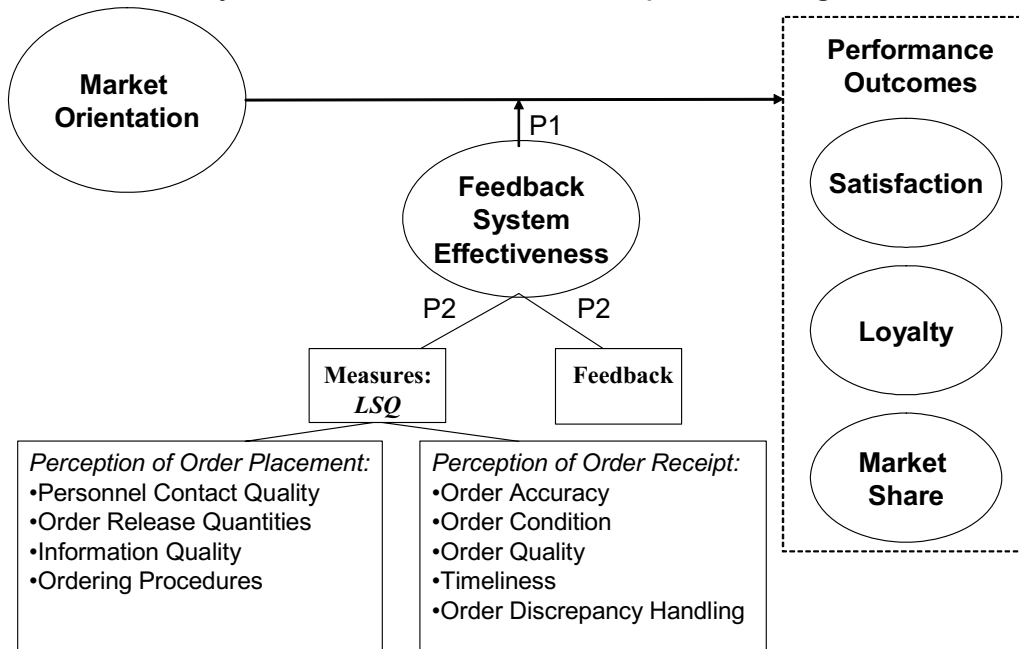 Market
Orientation
P1
Performance
Outcomes
Satisfaction
Loyalty
Market
Share
Feedback
System
Effectiveness
P2
P2
Measures:
LSQ
Feedback
Perception of Order Placement:
•Personnel Contact Quality
•Order Release Quantities
•Information Quality
•Ordering Procedures
Perception of Order Receipt:
•Order Accuracy
•Order Condition
•Order Quality
•Timeliness
•Order Discrepancy Handling